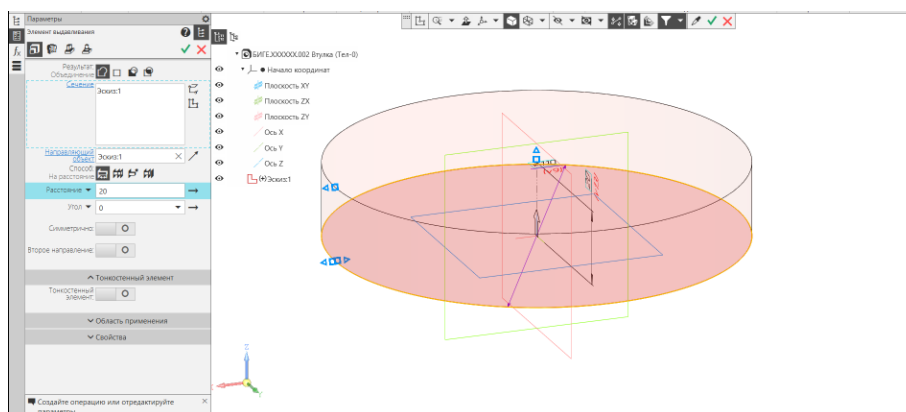 Параметры
Элемент выдавливания
Результат:
Объединение
Сечение
Эскиз:1
Направляющий
объект
Эскиз:1
Способ:
На расстояние
Расстояние
20
Угол
0
Симметрично:
Второе направление:
Тонкостенный элемент
Тонкостенный
элемент:
Область применения
Свойства
Создайте операцию или отредактируйте
параметры
БИГЕ.XXXXXX.002 Втулка (Тел-0)
Начало координат
Плоскость XY
Плоскость ZX
Плоскость ZY
Ось X
Ось Y
Ось Z
(+)Эскиз:1